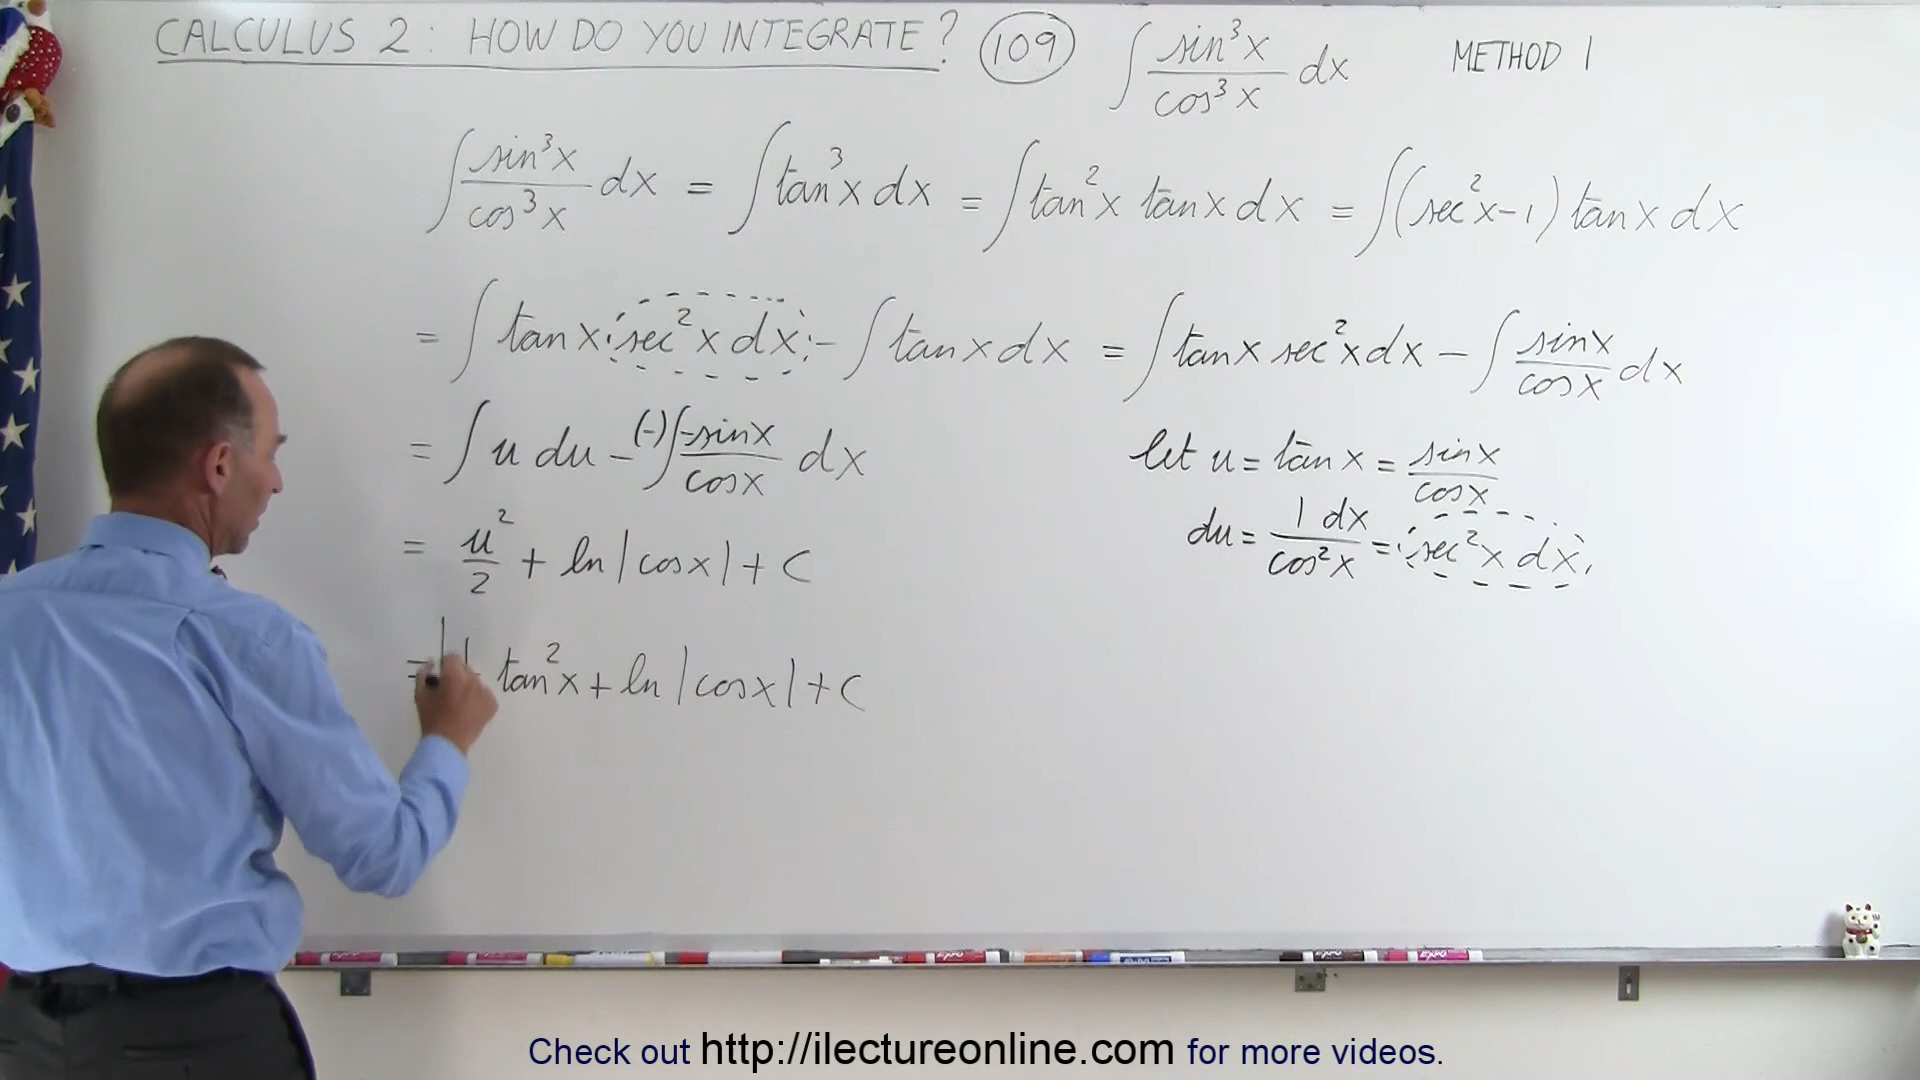 CALCULUS 2 : HOW DO YOU INTEGRATE ? 109 ∫ sin³x / cos³x dx METHOD 1
∫ sin³x / cos³x dx = ∫ tan³x dx = ∫ tan²x tan x dx = ∫ (sec²x-1) tan x dx
= ∫ tan x sec²x dx - ∫ tan x dx = ∫ tan x sec²x dx - ∫ sin x / cos x dx
= ∫ u du - (-) ∫ -sin x / cos x dx
let u = tan x = sin x / cos x
du = 1 dx / cos²x = sec²x dx
= u²/2 + ln |cos x| + C
= tan²x + ln |cos x| + C
Check out http://ilectureonline.com for more videos.